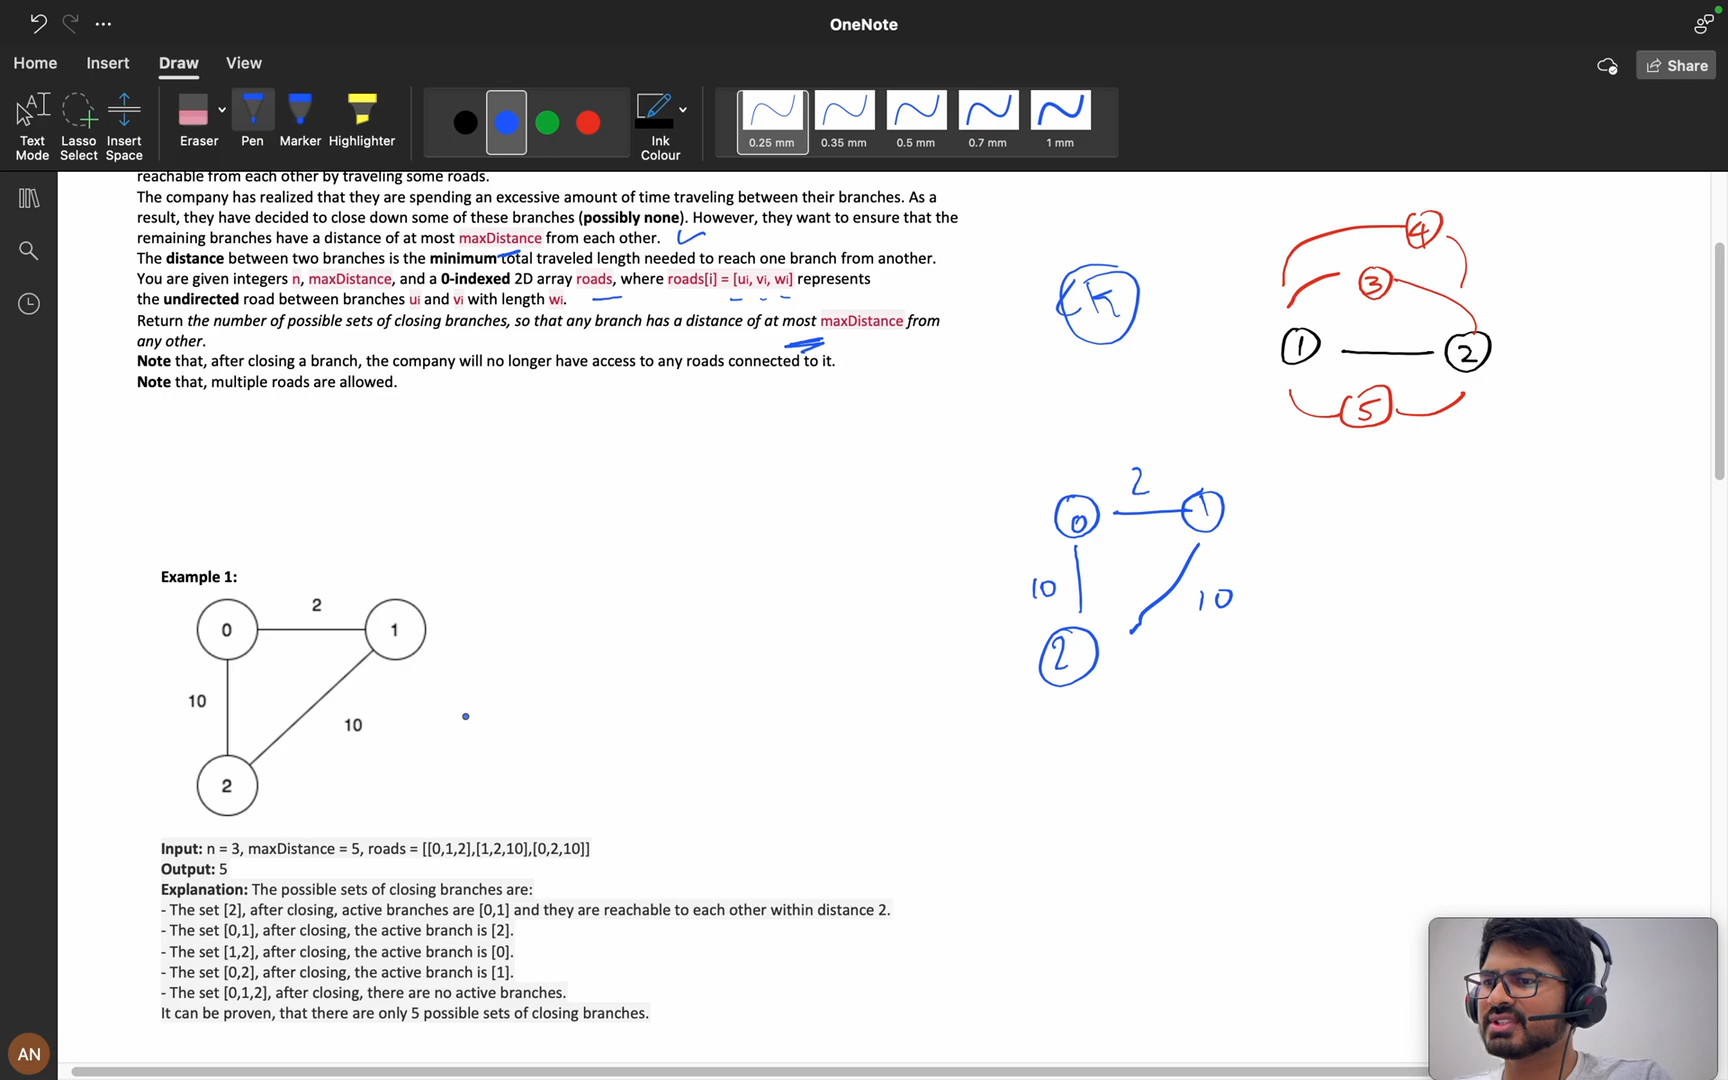 OneNote
Home Insert Draw View
Share
Text Mode
Lasso Select
Insert Space
Eraser
Pen
Marker
Highlighter
Ink Colour
0.25 mm
0.35 mm
0.5 mm
0.7 mm
1 mm
reachable from each other by traveling some roads.
The company has realized that they are spending an excessive amount of time traveling between their branches. As a
result, they have decided to close down some of these branches (possibly none). However, they want to ensure that the
remaining branches have a distance of at most maxDistance from each other.
The distance between two branches is the minimum total traveled length needed to reach one branch from another.
You are given integers n, maxDistance, and a 0-indexed 2D array roads, where roads[i] = [ui, vi, wi] represents
the undirected road between branches ui and vi with length wi.
Return the number of possible sets of closing branches, so that any branch has a distance of at most maxDistance from
any other.
Note that, after closing a branch, the company will no longer have access to any roads connected to it.
Note that, multiple roads are allowed.
4
3
1
2
5
2
0
1
10
10
2
Example 1:
2
0
1
10
10
2
Input: n = 3, maxDistance = 5, roads = [[0,1,2],[1,2,10],[0,2,10]]
Output: 5
Explanation: The possible sets of closing branches are:
- The set [2], after closing, active branches are [0,1] and they are reachable to each other within distance 2.
- The set [0,1], after closing, the active branch is [2].
- The set [1,2], after closing, the active branch is [0].
- The set [0,2], after closing, the active branch is [1].
- The set [0,1,2], after closing, there are no active branches.
It can be proven, that there are only 5 possible sets of closing branches.
AN